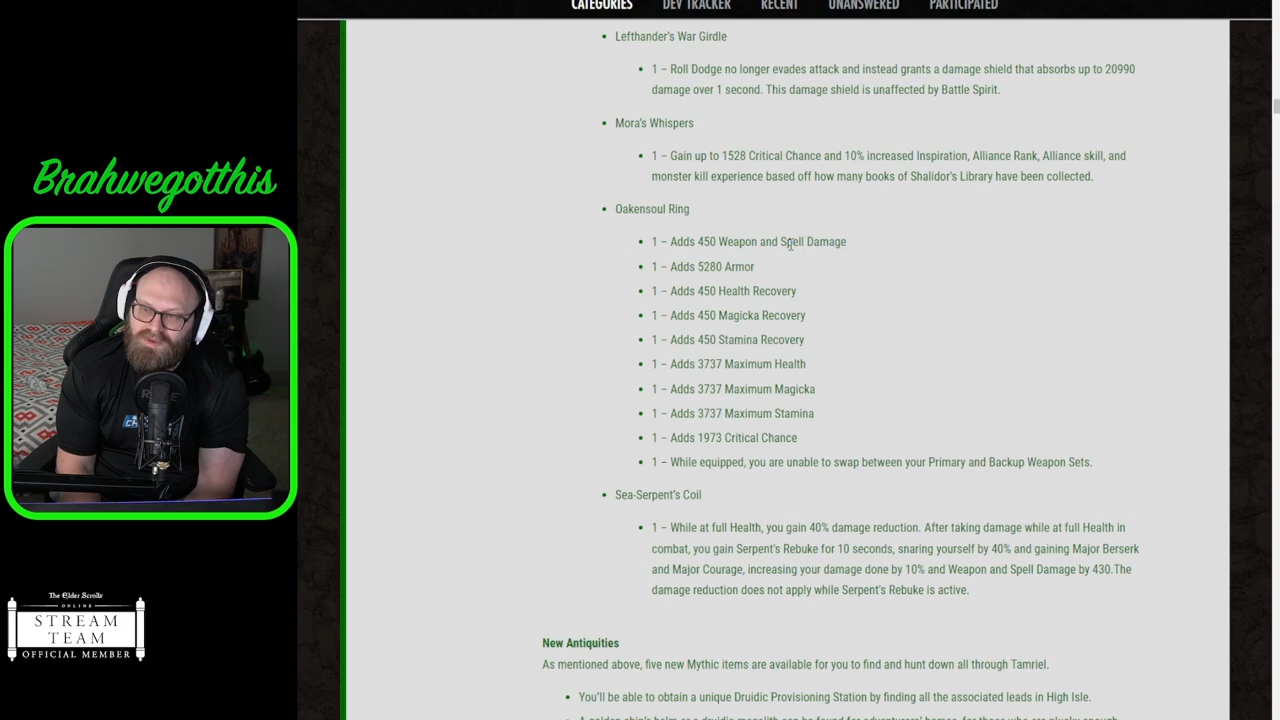 CATEGORIES DEV TRACKER RECENT UNANSWERED PARTICIPATED
Lefthander's War Girdle
1 – Roll Dodge no longer evades attack and instead grants a damage shield that absorbs up to 20990
damage over 1 second. This damage shield is unaffected by Battle Spirit.
Mora's Whispers
1 – Gain up to 1528 Critical Chance and 10% increased Inspiration, Alliance Rank, Alliance skill, and
monster kill experience based off how many books of Shalidor's Library have been collected.
Oakensoul Ring
1 – Adds 450 Weapon and Spell Damage
1 – Adds 5280 Armor
1 – Adds 450 Health Recovery
1 – Adds 450 Magicka Recovery
1 – Adds 450 Stamina Recovery
1 – Adds 3737 Maximum Health
1 – Adds 3737 Maximum Magicka
1 – Adds 3737 Maximum Stamina
1 – Adds 1973 Critical Chance
1 – While equipped, you are unable to swap between your Primary and Backup Weapon Sets.
Sea-Serpent's Coil
1 – While at full Health, you gain 40% damage reduction. After taking damage while at full Health in
combat, you gain Serpent's Rebuke for 10 seconds, snaring yourself by 40% and gaining Major Berserk
and Major Courage, increasing your damage done by 10% and Weapon and Spell Damage by 430.The
damage reduction does not apply while Serpent's Rebuke is active.
New Antiquities
As mentioned above, five new Mythic items are available for you to find and hunt down all through Tamriel.
You'll be able to obtain a unique Druidic Provisioning Station by finding all the associated leads in High Isle.
Brahwegotthis
The Elder Scrolls
ONLINE
STREAM
TEAM
OFFICIAL MEMBER